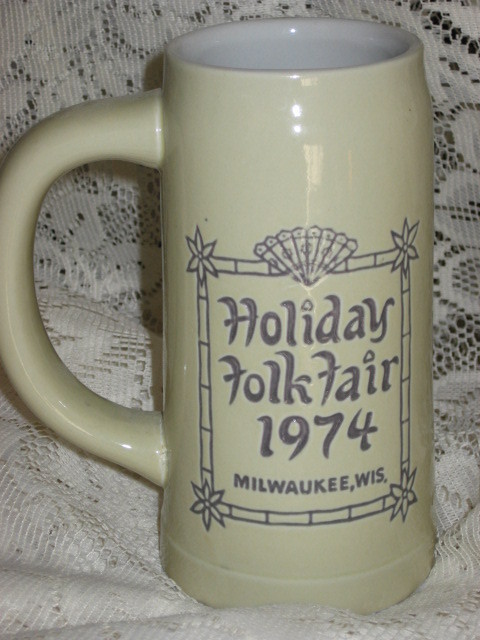 Holiday
Folk Fair
1974
MILWAUKEE, WIS.